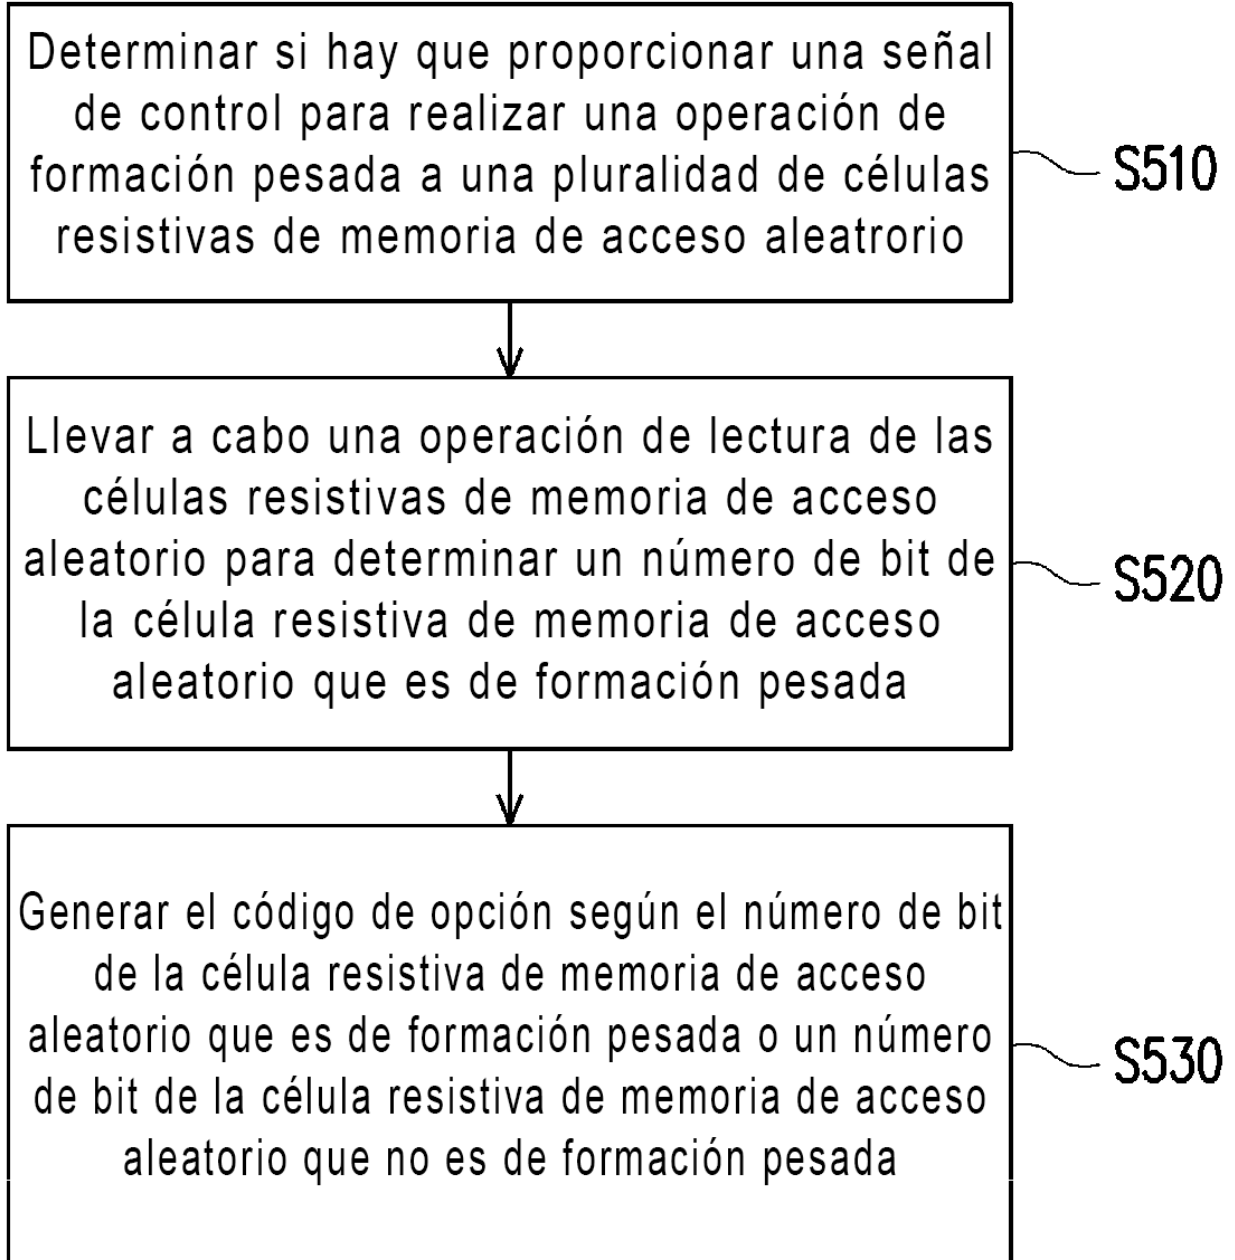 Determinar si hay que proporcionar una señal
de control para realizar una operación de
formación pesada a una pluralidad de células
resistivas de memoria de acceso aleatrorio
S510
Llevar a cabo una operación de lectura de las
células resistivas de memoria de acceso
aleatorio para determinar un número de bit de
la célula resistiva de memoria de acceso
aleatorio que es de formación pesada
S520
Generar el código de opción según el número de bit
de la célula resistiva de memoria de acceso
aleatorio que es de formación pesada o un número
de bit de la célula resistiva de memoria de acceso
aleatorio que no es de formación pesada
S530